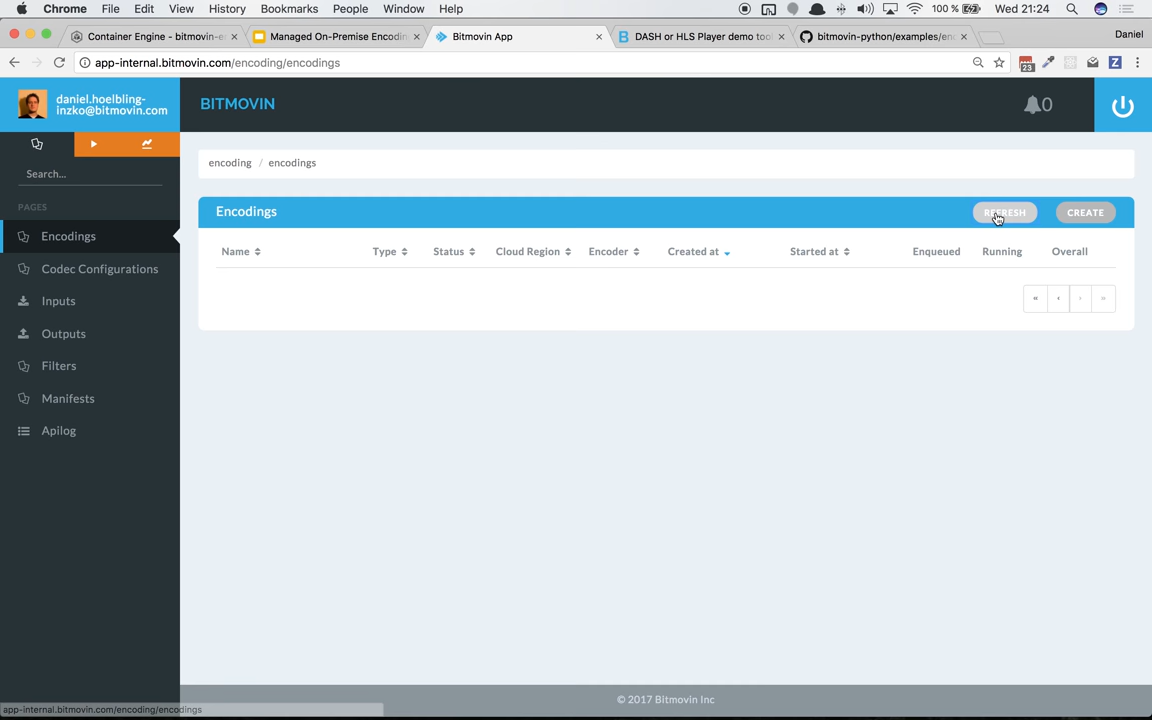 Chrome File Edit View History Bookmarks People Window Help 100 % Wed 21:24
Container Engine - bitmovin-e Managed On-Premise Encodin Bitmovin App DASH or HLS Player demo too bitmovin-python/examples/enc Daniel
app-internal.bitmovin.com/encoding/encodings 23 Z
daniel.hoelbling-
inzko@bitmovin.com
BITMOVIN 0
encoding / encodings
Search...
PAGES
Encodings
Codec Configurations
Inputs
Outputs
Filters
Manifests
Apilog
Encodings REFRESH CREATE
Name Type Status Cloud Region Encoder Created at Started at Enqueued Running Overall
« ‹ › »
© 2017 Bitmovin Inc
app-internal.bitmovin.com/encoding/encodings